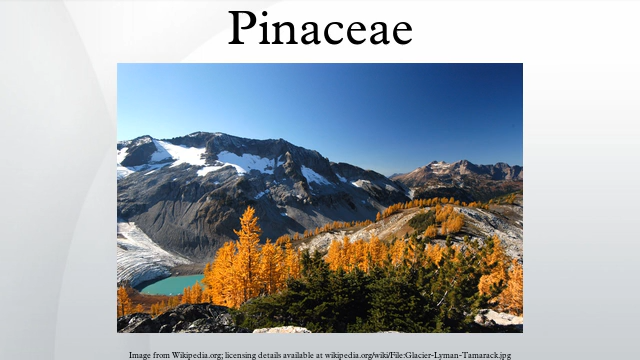 Pinaceae
Image from Wikipedia.org; licensing details available at wikipedia.org/wiki/File:Glacier-Lyman-Tamarack.jpg